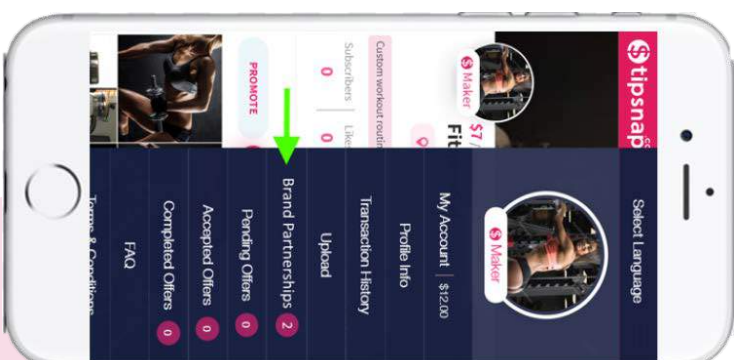 tipsnap.co
Maker
$7 /
Fit
Custom workout routin
Subscribers
Like
0
0
PROMOTE
Select Language
Maker
My Account | $12.00
Profile Info
Transaction History
Upload
Brand Partnerships 2
Pending Offers 0
Accepted Offers 0
Completed Offers 0
FAQ
Terms & Conditions